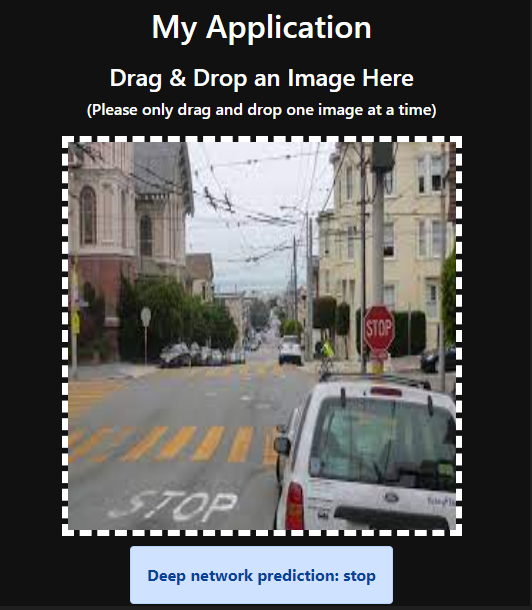 My Application
Drag & Drop an Image Here
(Please only drag and drop one image at a time)
STOP
STOP
Deep network prediction: stop